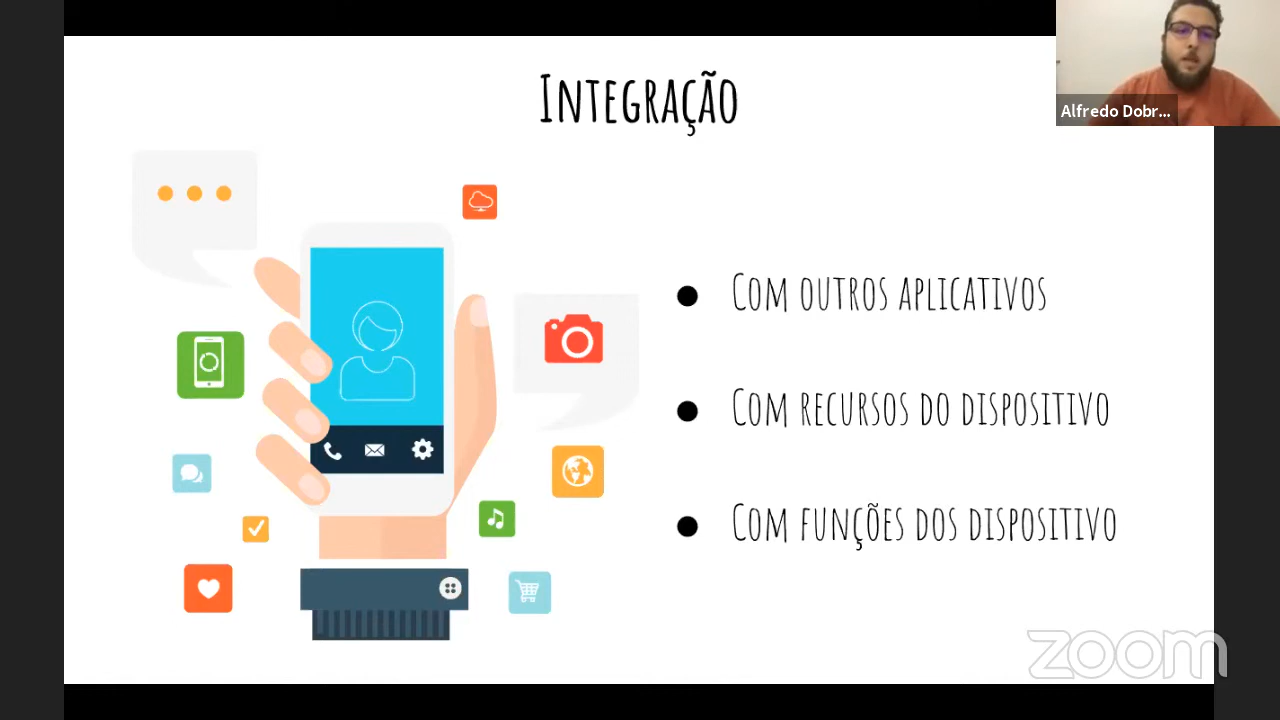 Integração
Alfredo Dobr...
Com outros aplicativos
Com recursos do dispositivo
Com funções dos dispositivo
zoom